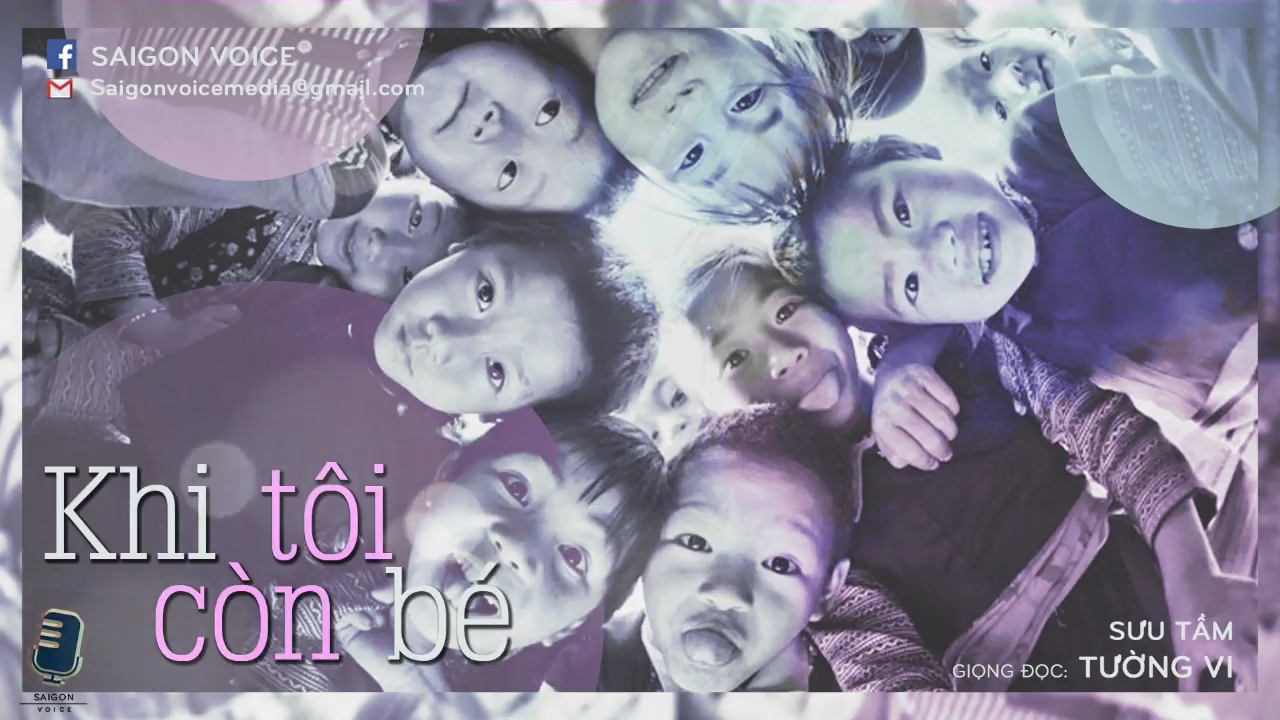 SAIGON VOICE
Saigonvoicemedia@gmail.com
Khi tôi
còn bé
SƯU TẦM
GIỌNG ĐỌC: TƯỜNG VI
SAIGON
VOICE